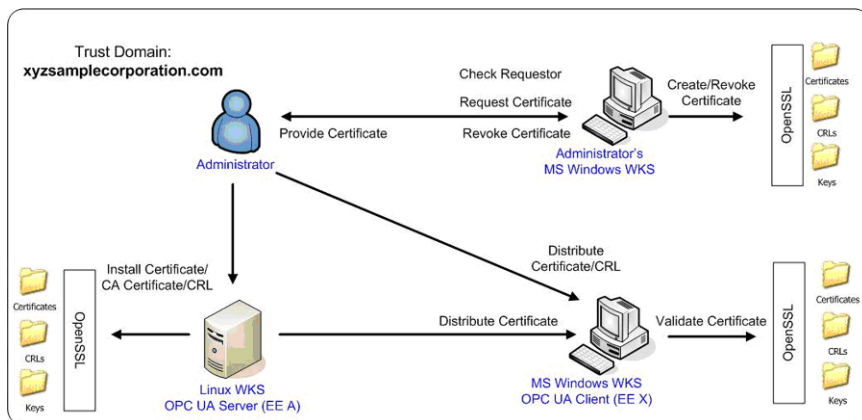 Trust Domain:
xyzsamplecorporation.com
Administrator
Provide Certificate
Check Requestor
Request Certificate
Revoke Certificate
Administrator's
MS Windows WKS
Create/Revoke
Certificate
OpenSSL
Certificates
CRLs
Keys
Install Certificate/
CA Certificate/CRL
Distribute
Certificate/CRL
Certificates
CRLs
Keys
OpenSSL
Linux WKS
OPC UA Server (EE A)
Distribute Certificate
MS Windows WKS
OPC UA Client (EE X)
Validate Certificate
OpenSSL
Certificates
CRLs
Keys